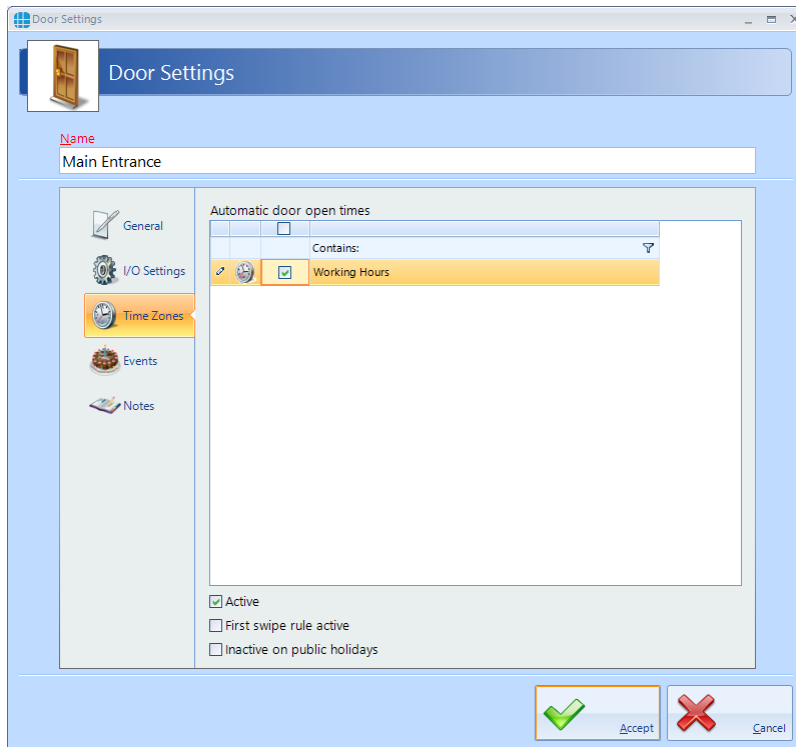 Door Settings
Door Settings
Name
Main Entrance
General
I/O Settings
Time Zones
Events
Notes
Automatic door open times
Contains:
Working Hours
Active
First swipe rule active
Inactive on public holidays
Accept
Cancel